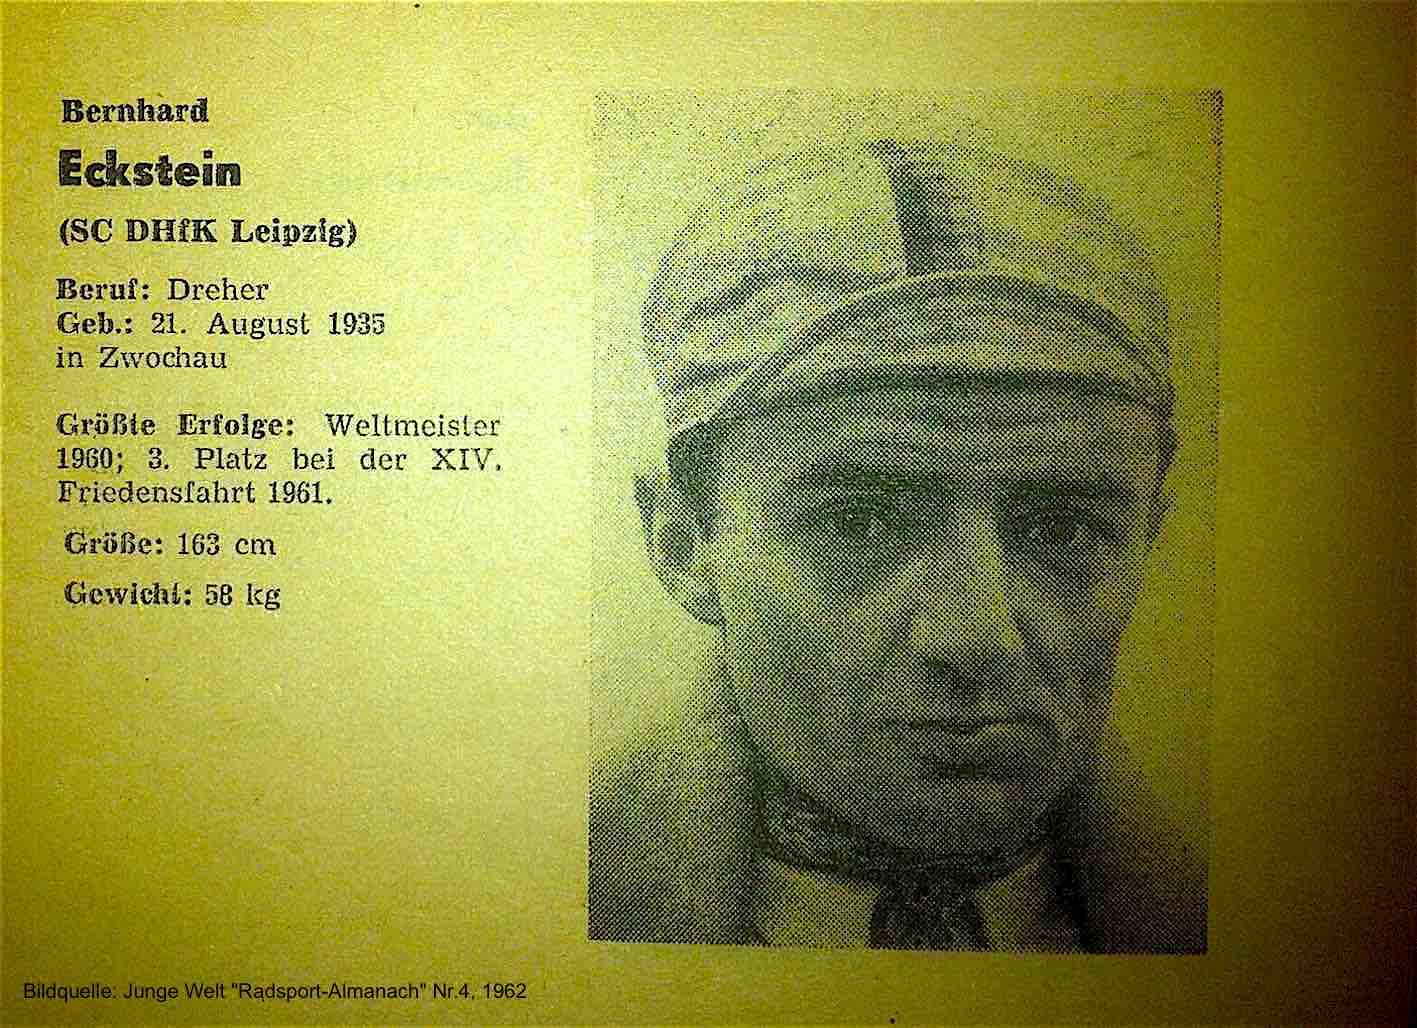 Bernhard
Eckstein
(SC DHfK Leipzig)
Beruf: Dreher
Geb.: 21. August 1935
in Zwochau
Größte Erfolge: Weltmeister
1960; 3. Platz bei der XIV.
Friedensfahrt 1961.
Größe: 163 cm
Gewicht: 58 kg
Bildquelle: Junge Welt "Radsport-Almanach" Nr.4, 1962